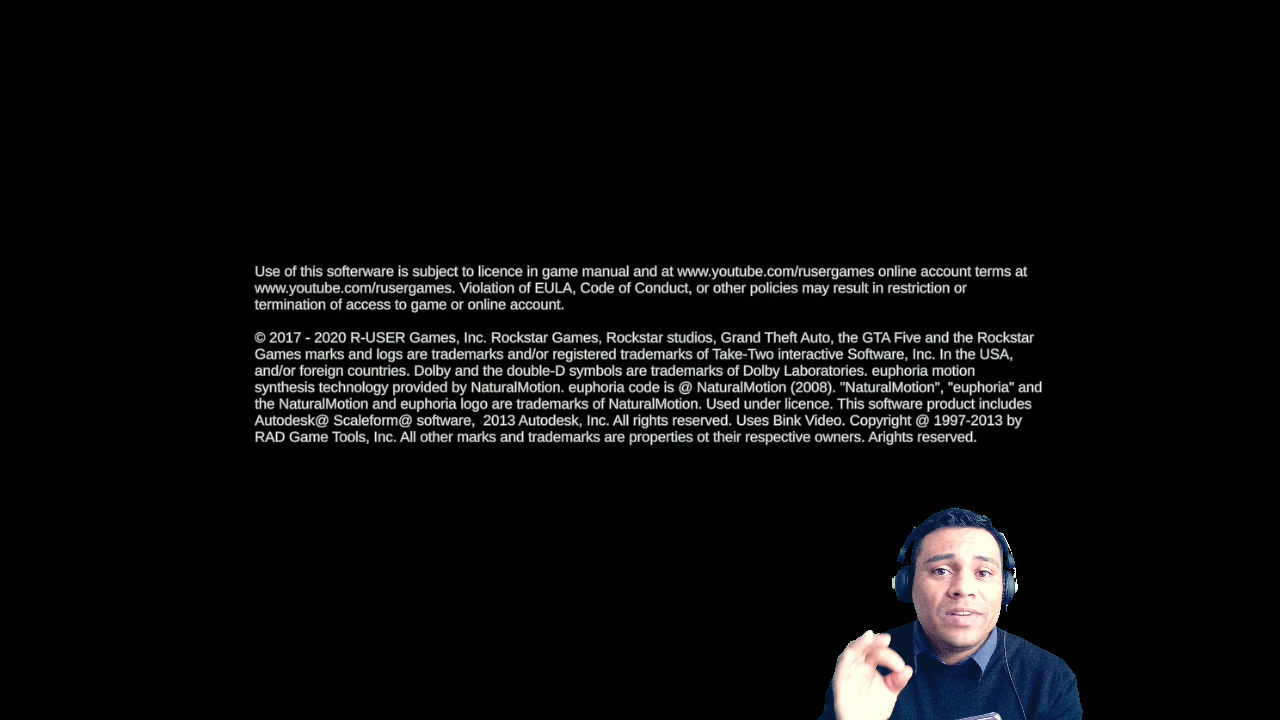 Use of this softerware is subject to licence in game manual and at www.youtube.com/rusergames online account terms at
www.youtube.com/rusergames. Violation of EULA, Code of Conduct, or other policies may result in restriction or
termination of access to game or online account.
© 2017 - 2020 R-USER Games, Inc. Rockstar Games, Rockstar studios, Grand Theft Auto, the GTA Five and the Rockstar
Games marks and logs are trademarks and/or registered trademarks of Take-Two interactive Software, Inc. In the USA,
and/or foreign countries. Dolby and the double-D symbols are trademarks of Dolby Laboratories. euphoria motion
synthesis technology provided by NaturalMotion. euphoria code is @ NaturalMotion (2008). "NaturalMotion", "euphoria" and
the NaturalMotion and euphoria logo are trademarks of NaturalMotion. Used under licence. This software product includes
Autodesk@ Scaleform@ software,  2013 Autodesk, Inc. All rights reserved. Uses Bink Video. Copyright @ 1997-2013 by
RAD Game Tools, Inc. All other marks and trademarks are properties ot their respective owners. Arights reserved.